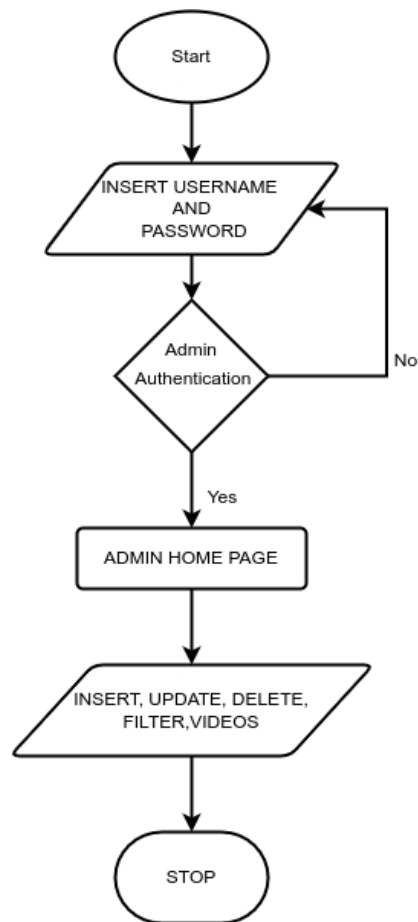 Start
INSERT USERNAME
AND
PASSWORD
Admin
Authentication
No
Yes
ADMIN HOME PAGE
INSERT, UPDATE, DELETE,
FILTER,VIDEOS
STOP